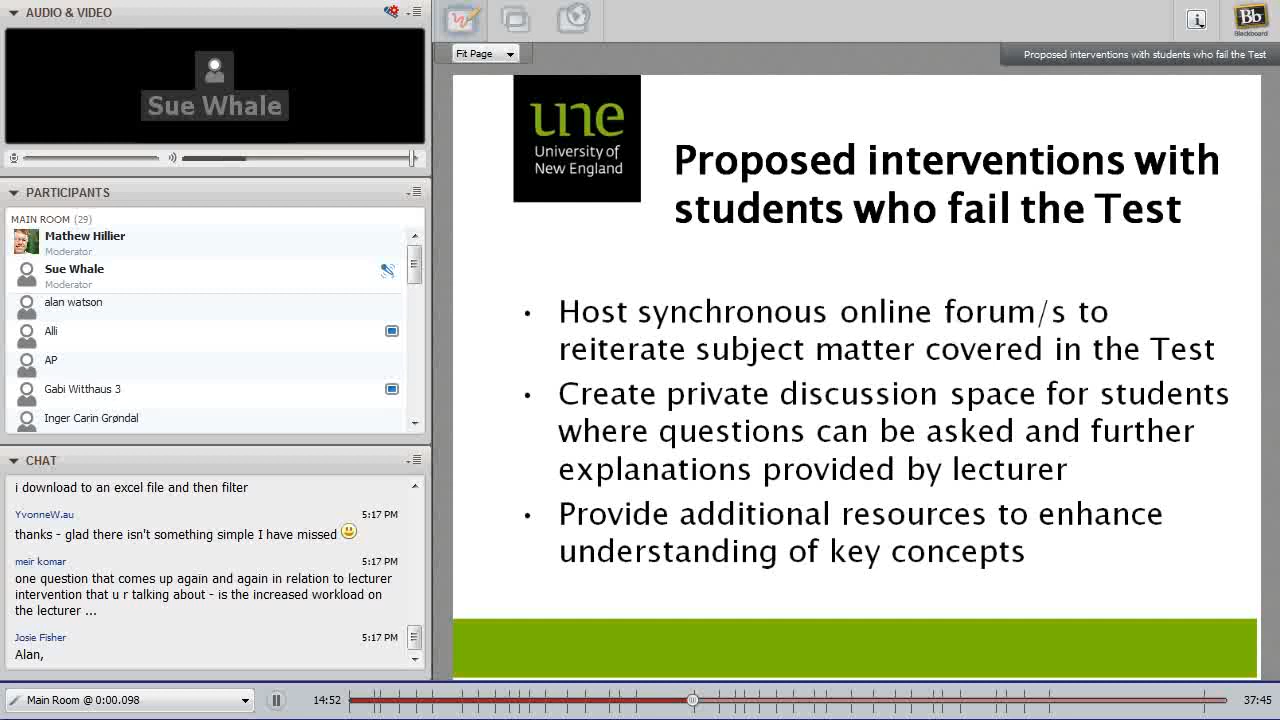 AUDIO & VIDEO
Sue Whale
PARTICIPANTS
MAIN ROOM (29)
Mathew Hillier
Moderator
Sue Whale
Moderator
alan watson
Alli
AP
Gabi Witthaus 3
Inger Carin Grøndal
CHAT
i downlond to an excel file and then filter
YvonneW.au 5:17 PM
thanks - glad there isn't something simple I have missed
meir komar 5:17 PM
one question that comes up again and again in relation to lecturer
intervention that u r talking about - is the increased workload on
the lecturer ...
Josie Fisher 5:17 PM
Alan,
Main Room @ 0:00.098
14:52
37:45
Fit Page
Bb
Blackboard
Proposed interventions with students who fail the Test
une
University of
New England
Proposed interventions with
students who fail the Test
• Host synchronous online forum/s to
reiterate subject matter covered in the Test
• Create private discussion space for students
where questions can be asked and further
explanations provided by lecturer
• Provide additional resources to enhance
understanding of key concepts